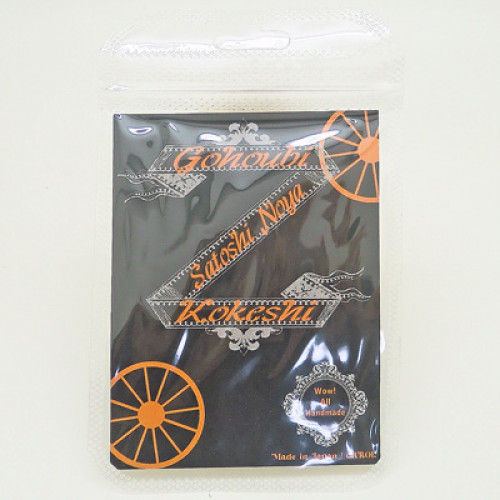 Gohoubi
Satoshi Noya
Kokeshi
Wow!
All
Handmade
Made in Japan /